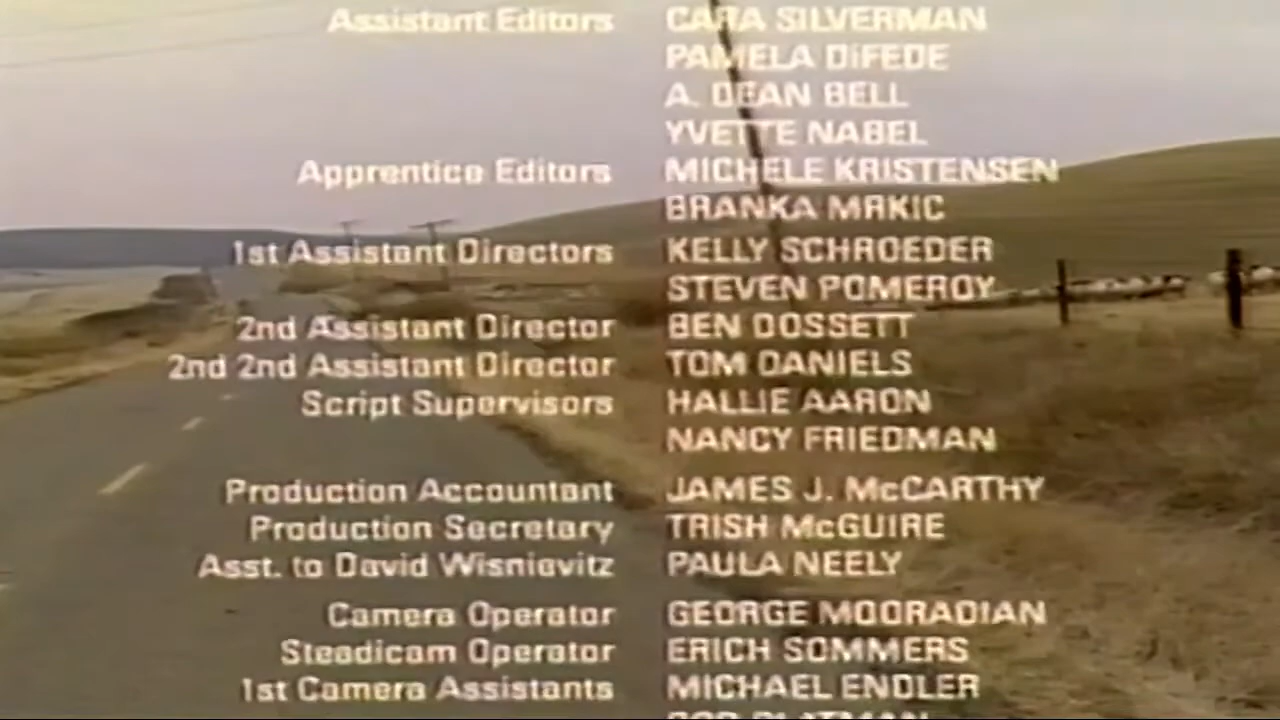 Assistant Editors CARA SILVERMAN
PAMELA DiFEDE
A. DEAN BELL
YVETTE NABEL
Apprentice Editors MICHELE KRISTENSEN
BRANKA MRKIC
1st Assistant Directors KELLY SCHROEDER
STEVEN POMEROY
2nd Assistant Director BEN DOSSETT
2nd 2nd Assistant Director TOM DANIELS
Script Supervisors HALLIE AARON
NANCY FRIEDMAN
Production Accountant JAMES J. McCARTHY
Production Secretary TRISH McGUIRE
Asst. to David Wisnievitz PAULA NEELY
Camera Operator GEORGE MOORADIAN
Steadicam Operator ERICH SOMMERS
1st Camera Assistants MICHAEL ENDLER